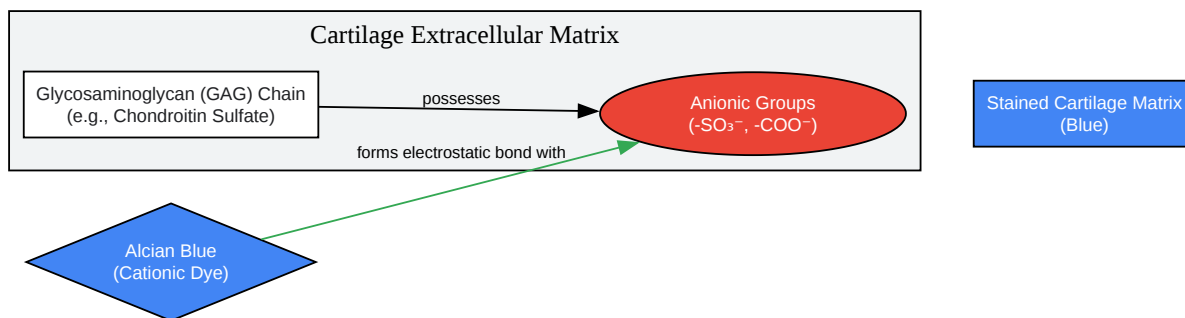 Cartilage Extracellular Matrix
Glycosaminoglycan (GAG) Chain
(e.g., Chondroitin Sulfate)
possesses
Anionic Groups
(-SO₃⁻, -COO⁻)
Stained Cartilage Matrix
(Blue)
forms electrostatic bond with
Alcian Blue
(Cationic Dye)